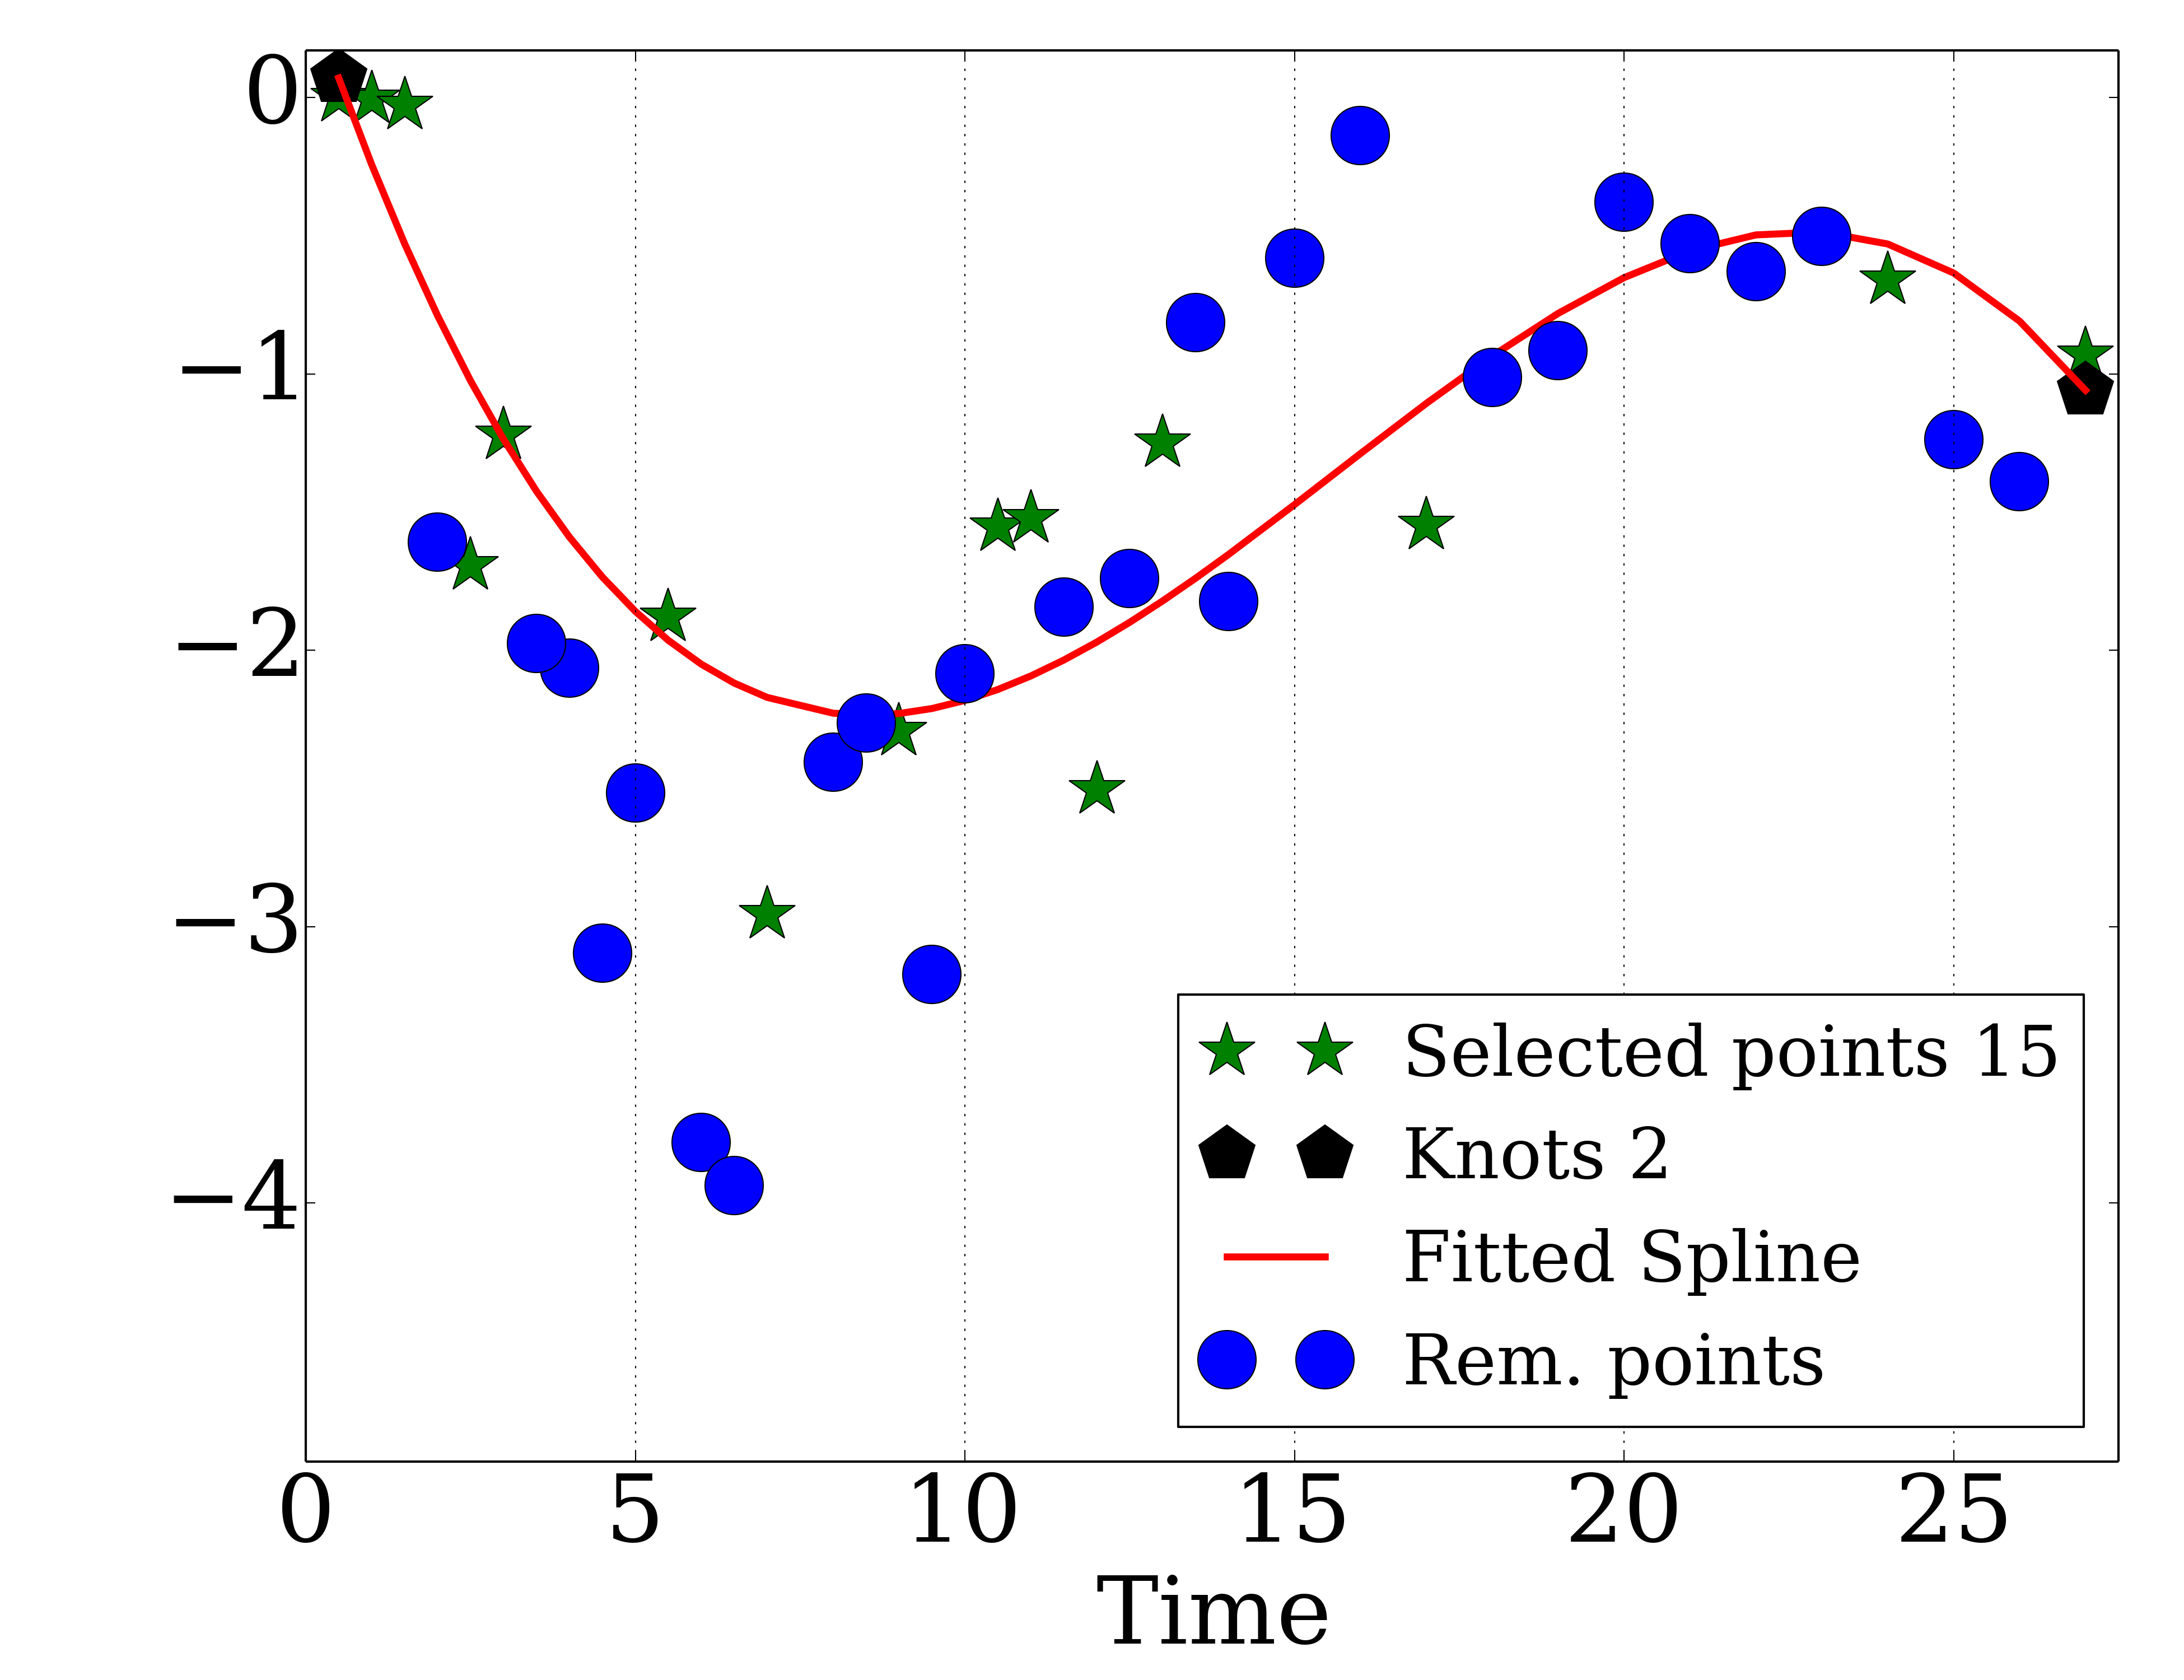 0
−1
−2
−3
−4
Selected points 15
Knots 2
Fitted Spline
Rem. points
0 5 10 15 20 25
Time